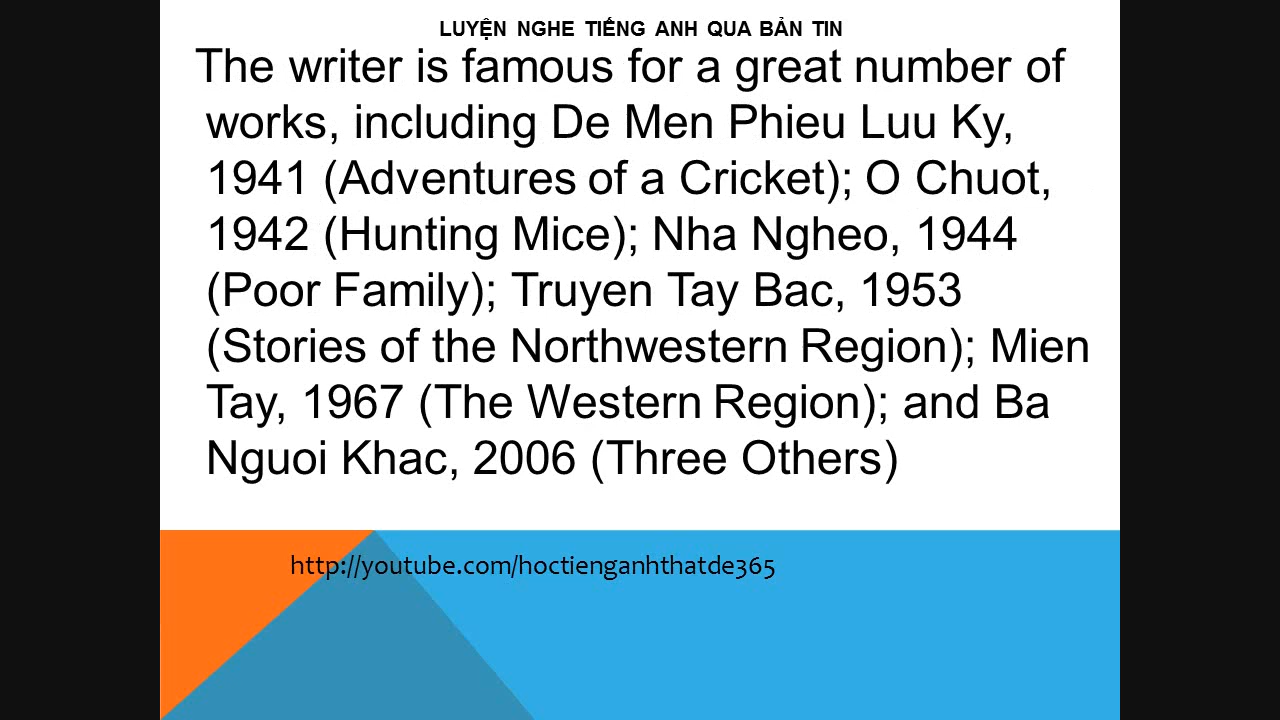 LUYỆN NGHE TIẾNG ANH QUA BẢN TIN
The writer is famous for a great number of
works, including De Men Phieu Luu Ky,
1941 (Adventures of a Cricket); O Chuot,
1942 (Hunting Mice); Nha Ngheo, 1944
(Poor Family); Truyen Tay Bac, 1953
(Stories of the Northwestern Region); Mien
Tay, 1967 (The Western Region); and Ba
Nguoi Khac, 2006 (Three Others)
http://youtube.com/hoctienganhthatde365